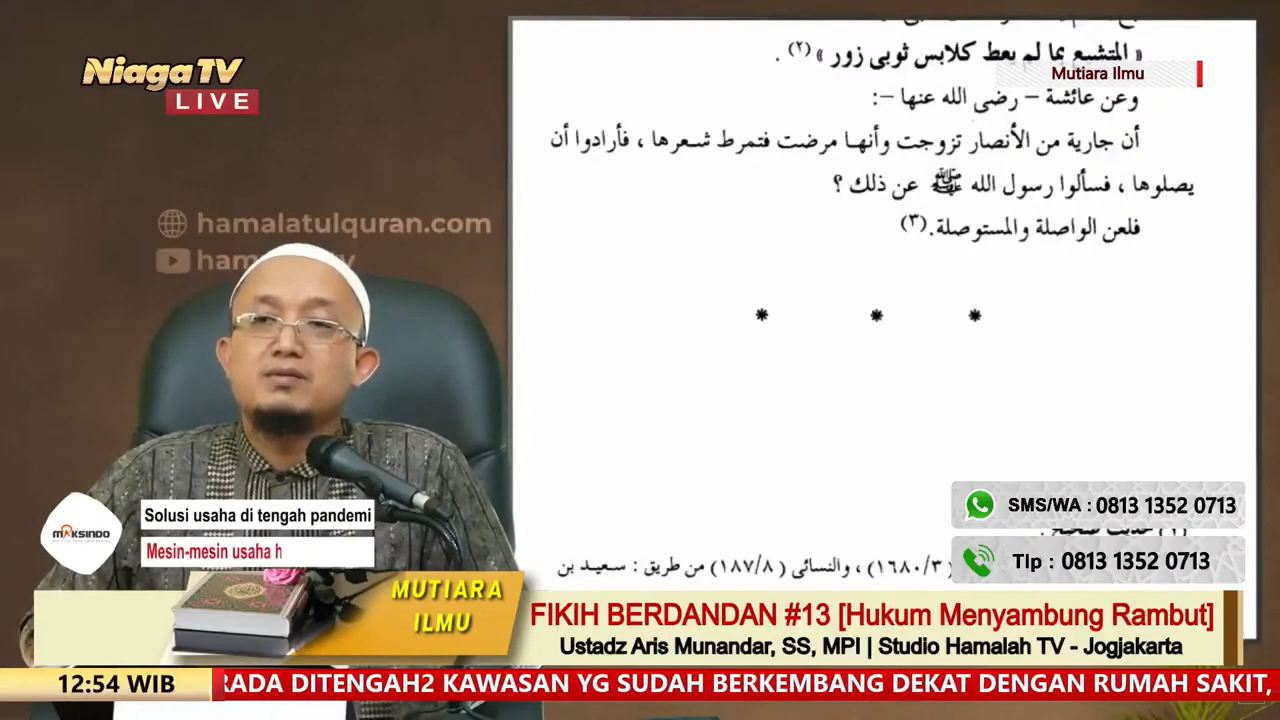 « المتشبع بما لم يعط كلابس ثوبى زور » (٢) .
Mutiara Ilmu
وعن عائشة – رضى الله عنها –:
أن جارية من الأنصار تزوجت وأنها مرضت فتمرط شعرها ، فأرادوا أن
يصلوها ، فسألوا رسول الله ﷺ عن ذلك ؟
فلعن الواصلة والمستوصلة.(٣)
* * *
NiagaTV
LIVE
hamalatulquran.com
SMS/WA : 0813 1352 0713
Tlp : 0813 1352 0713
(١٦٨٠/٣) ، والنسائى (١٨٧/٨) من طريق : سعيد بن
MAKSINDO
Solusi usaha di tengah pandemi
Mesin-mesin usaha h
MUTIARA
ILMU
FIKIH BERDANDAN #13 [Hukum Menyambung Rambut]
Ustadz Aris Munandar, SS, MPI | Studio Hamalah TV - Jogjakarta
12:54 WIB
RADA DITENGAH2 KAWASAN YG SUDAH BERKEMBANG DEKAT DENGAN RUMAH SAKIT,